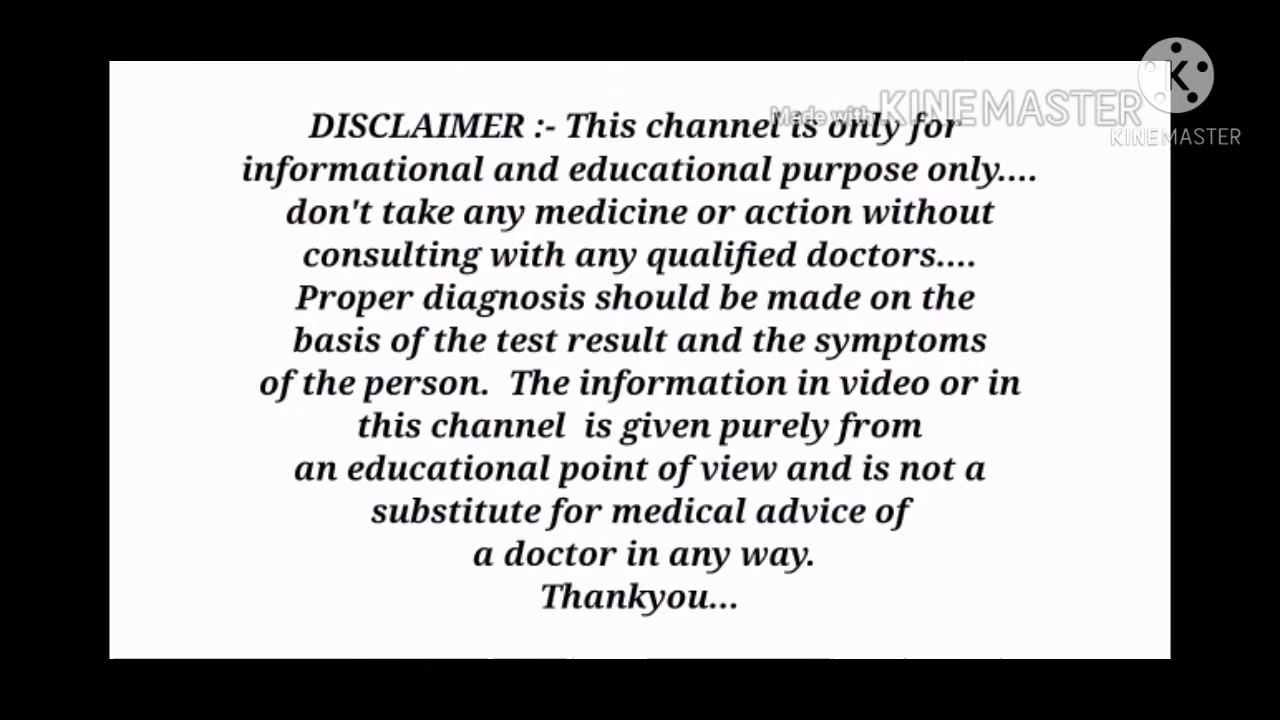 Made with KINEMASTER
KINEMASTER
DISCLAIMER :- This channel is only for
informational and educational purpose only....
don't take any medicine or action without
consulting with any qualified doctors....
Proper diagnosis should be made on the
basis of the test result and the symptoms
of the person.  The information in video or in
this channel  is given purely from
an educational point of view and is not a
substitute for medical advice of
a doctor in any way.
Thankyou...